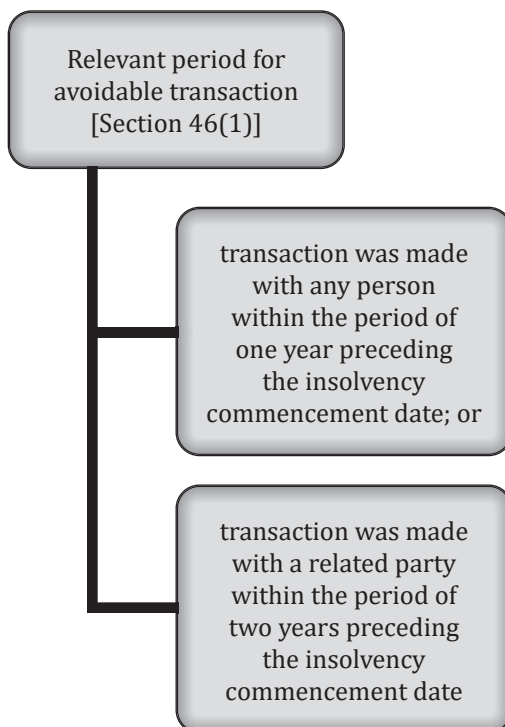 Relevant period for
avoidable transaction
[Section 46(1)]
transaction was made
with any person
within the period of
one year preceding
the insolvency
commencement date; or
transaction was made
with a related party
within the period of
two years preceding
the insolvency
commencement date